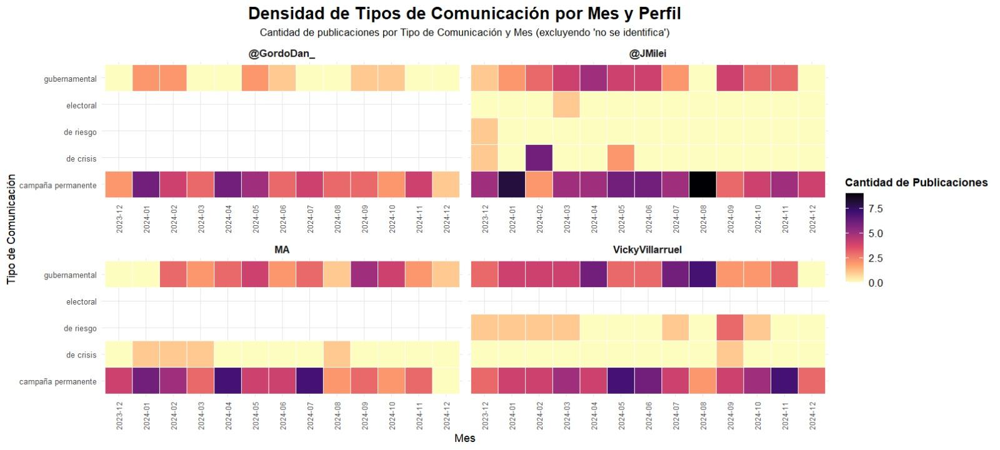 Densidad de Tipos de Comunicación por Mes y Perfil
Cantidad de publicaciones por Tipo de Comunicación y Mes (excluyendo 'no se identifica')
@GordoDan_
@JMilei
gubernamental
electoral
de riesgo
de crisis
campaña permanente
2023-12
2024-01
2024-02
2024-03
2024-04
2024-05
2024-06
2024-07
2024-08
2024-09
2024-10
2024-11
2024-12
2023-12
2024-01
2024-02
2024-03
2024-04
2024-05
2024-06
2024-07
2024-08
2024-09
2024-10
2024-11
2024-12
MA
VickyVillarruel
gubernamental
electoral
de riesgo
de crisis
campaña permanente
2023-12
2024-01
2024-02
2024-03
2024-04
2024-05
2024-06
2024-07
2024-08
2024-09
2024-10
2024-11
2024-12
2023-12
2024-01
2024-02
2024-03
2024-04
2024-05
2024-06
2024-07
2024-08
2024-09
2024-10
2024-11
2024-12
Tipo de Comunicación
Mes
Cantidad de Publicaciones
7.5
5.0
2.5
0.0